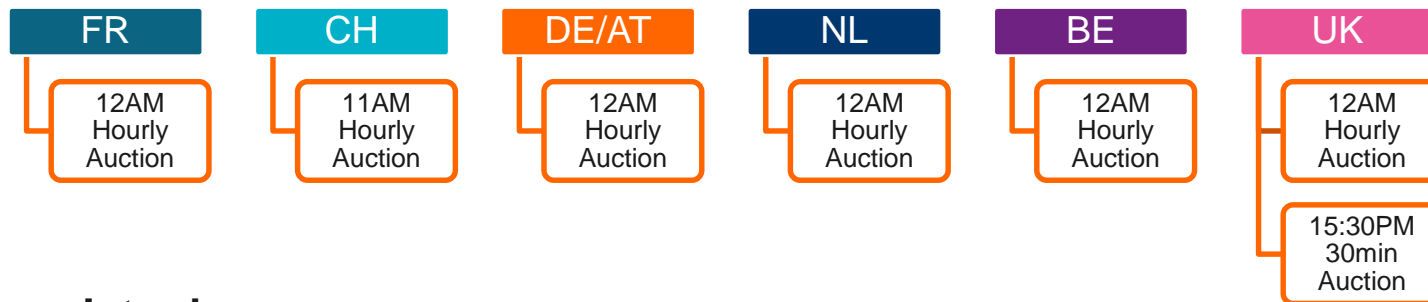 FR
12AM
Hourly
Auction
CH
11AM
Hourly
Auction
DE/AT
12AM
Hourly
Auction
NL
12AM
Hourly
Auction
BE
12AM
Hourly
Auction
UK
12AM
Hourly
Auction
15:30PM
30min
Auction